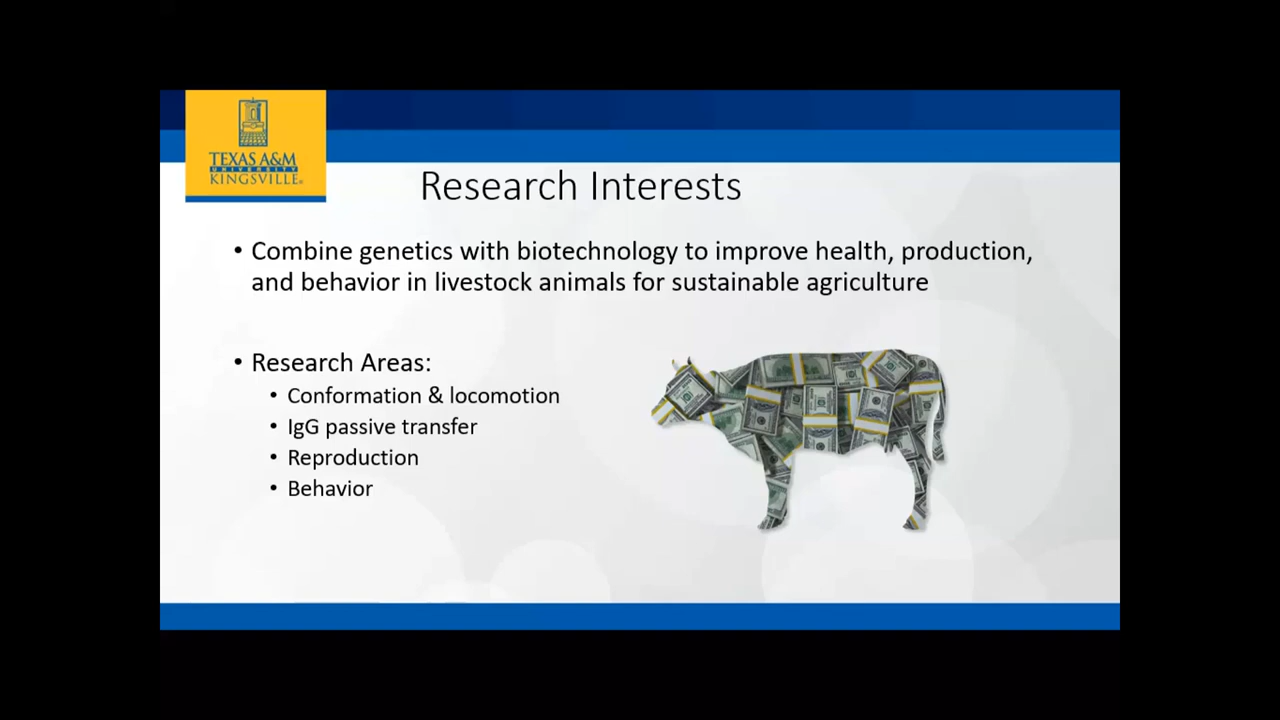 TEXAS A&M
UNIVERSITY
KINGSVILLE®
Research Interests
• Combine genetics with biotechnology to improve health, production,
and behavior in livestock animals for sustainable agriculture
• Research Areas:
• Conformation & locomotion
• IgG passive transfer
• Reproduction
• Behavior